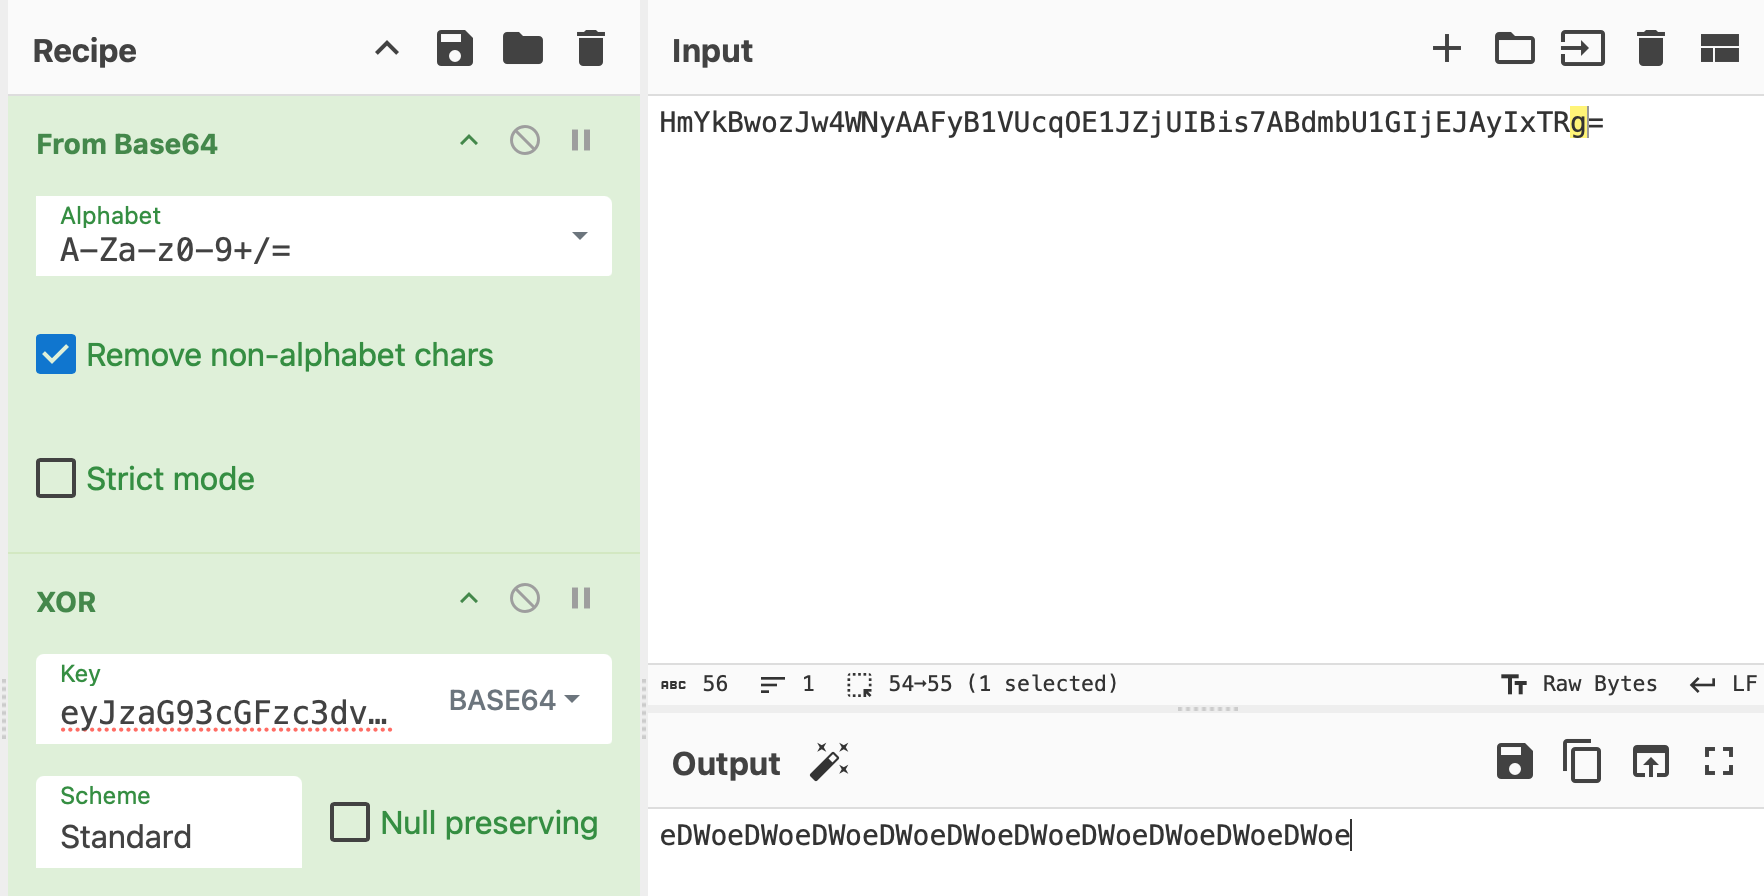 Recipe
From Base64
Alphabet
A-Za-z0-9+/=
Remove non-alphabet chars
Strict mode
XOR
Key
eyJzaG93cGFzc3dv…
BASE64
Scheme
Standard
Null preserving
Input
HmYkBwozJw4WNyAAFyB1VUcqOE1JZjUIBis7ABdmbU1GIjEJAyIxTRg=
ABC 56 1 54→55 (1 selected)
Raw Bytes LF
Output
eDWoeDWoeDWoeDWoeDWoeDWoeDWoeDWoeDWoeDWoe